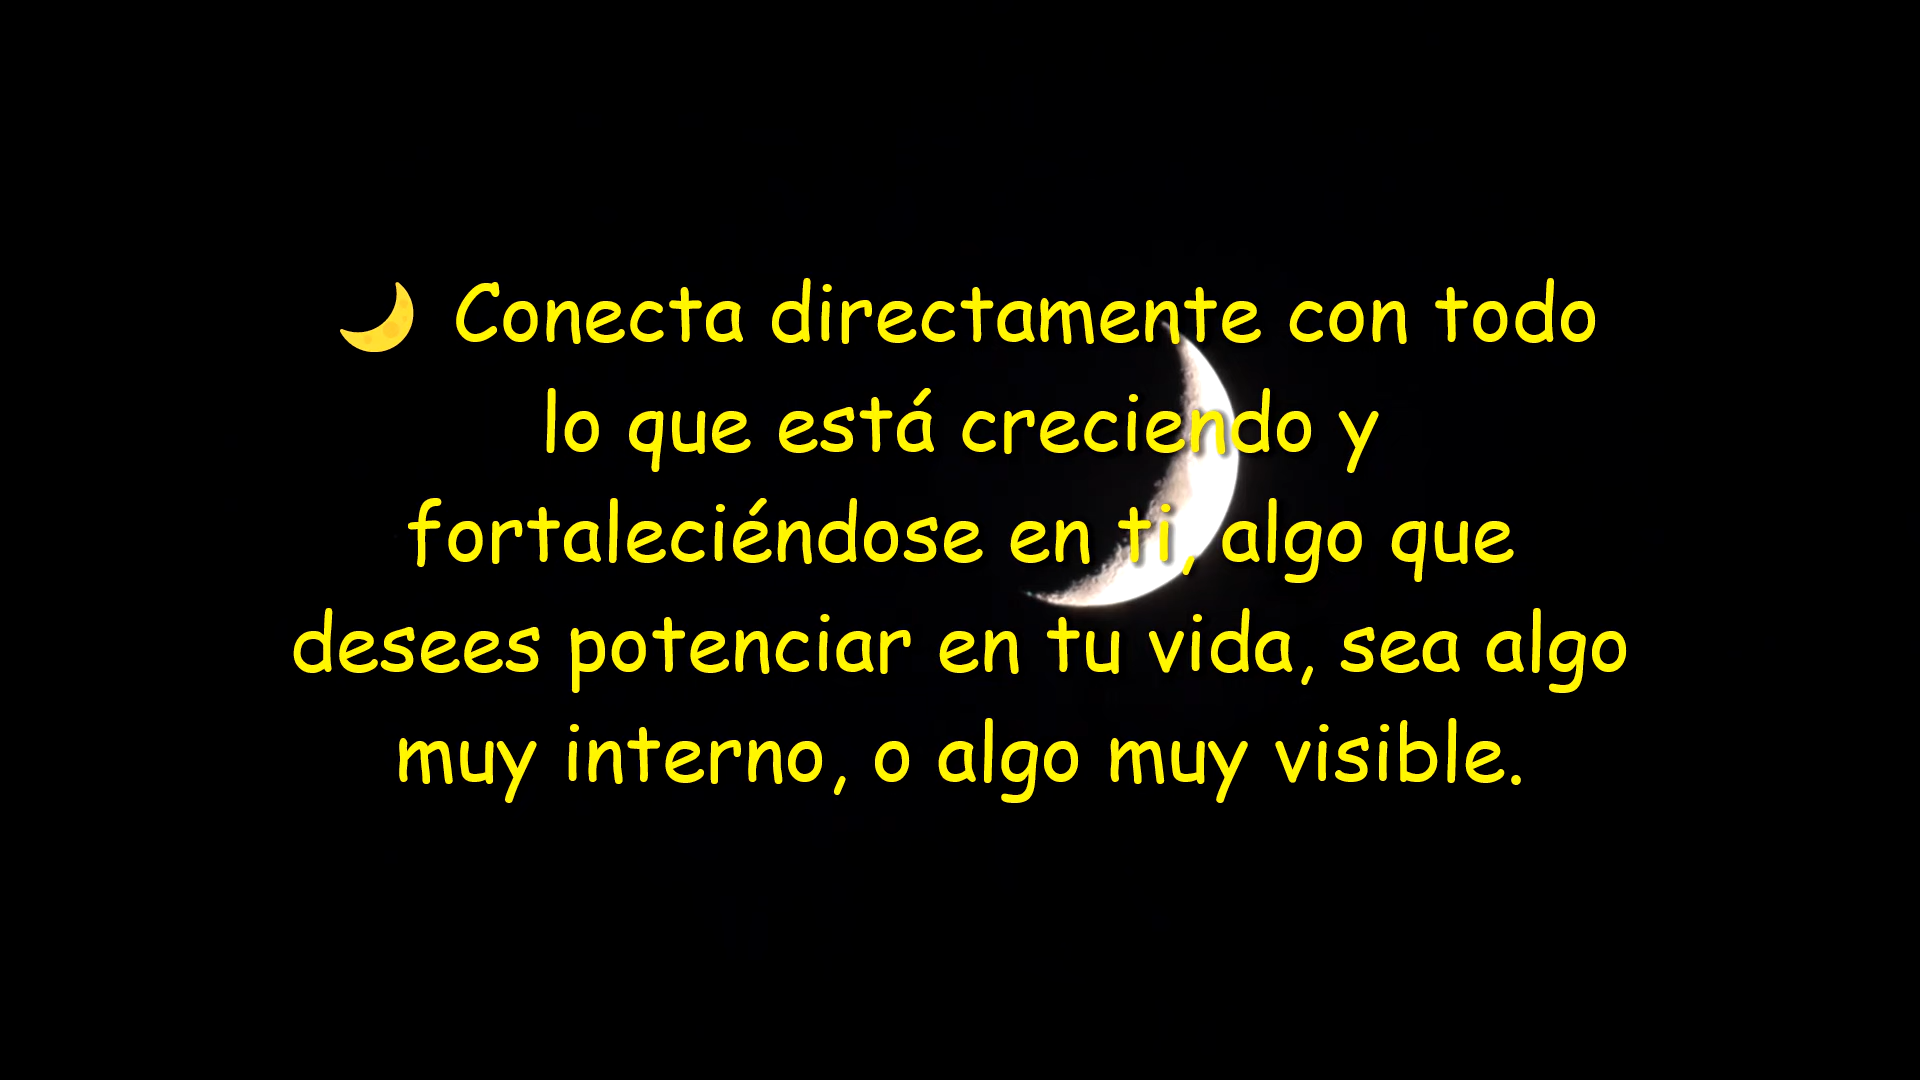 🌙 Conecta directamente con todo
lo que está creciendo y
fortaleciéndose en ti, algo que
desees potenciar en tu vida, sea algo
muy interno, o algo muy visible.